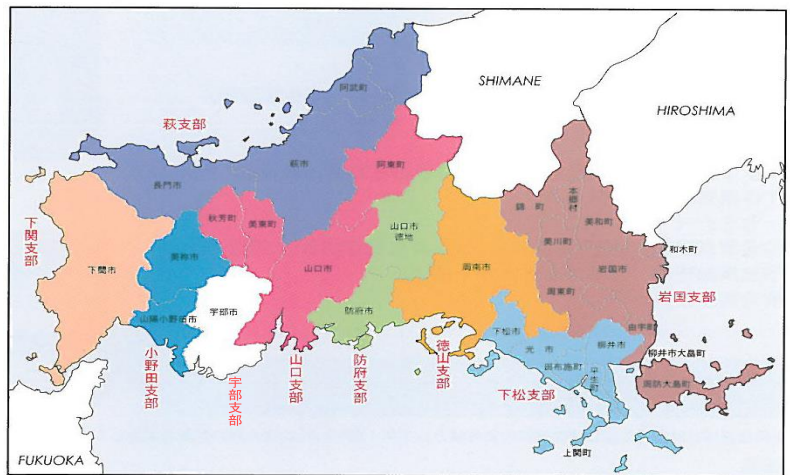 SHIMANE
HIROSHIMA
阿武町
萩支部
萩市
阿東町
長門市
秋芳町
美東町
錦 町
本郷村
美和町
山口市
徳地
美川町
和木町
下関支部
下関市
美祢市
山口市
周南市
岩国市
周東町
岩国支部
山陽小野田市
宇部市
防府市
由宇町
下松市
光 市
柳井市
柳井市大畠町
田布施町
平生町
周防大島町
小野田支部
宇部支部
山口支部
防府支部
徳山支部
下松支部
上関町
FUKUOKA